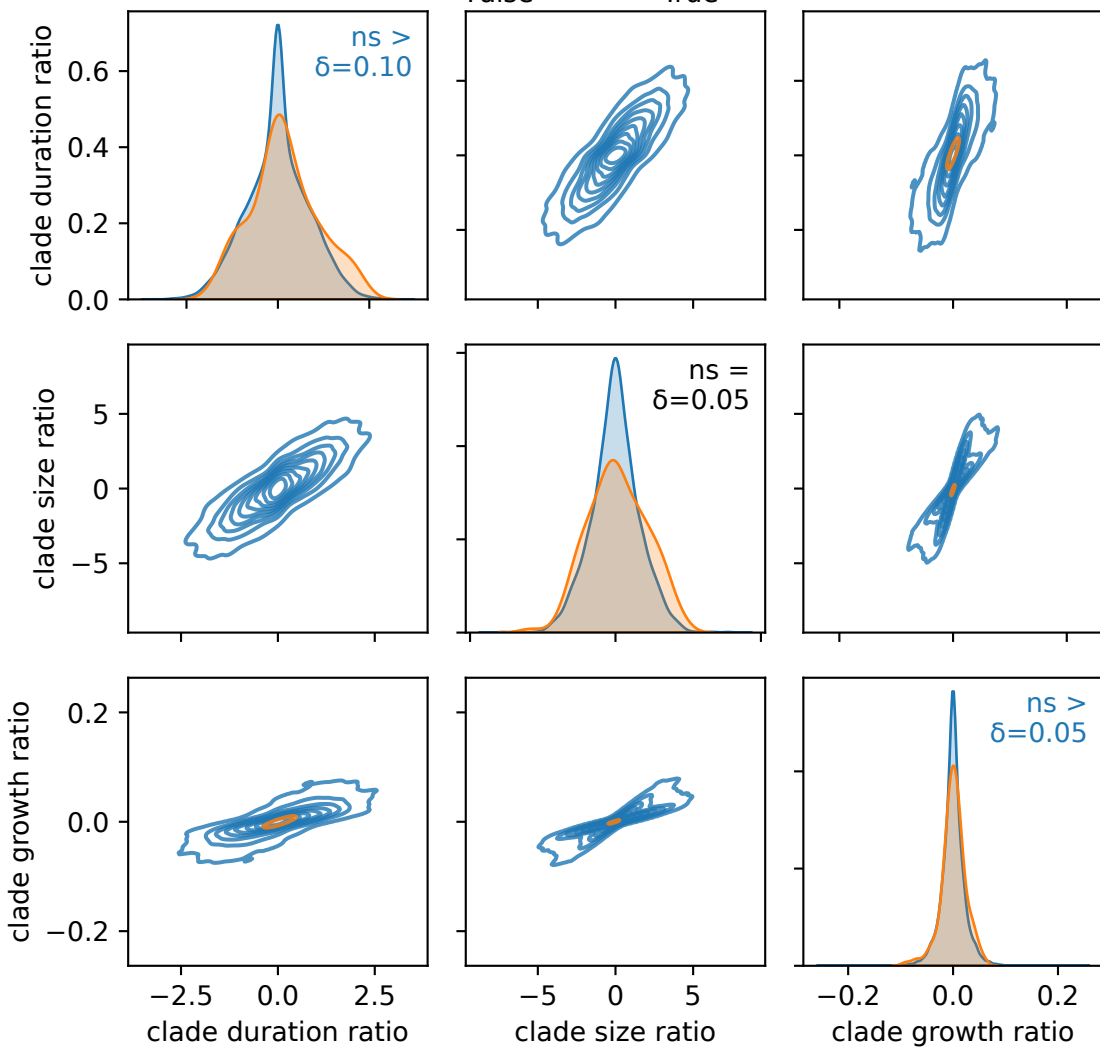 True
clade duration ratio
0.6
0.4
0.2
0.0
ns >
δ=0.10
clade size ratio
5
0
−5
ns =
δ=0.05
clade growth ratio
0.2
0.0
−0.2
ns >
δ=0.05
−2.5 0.0 2.5
−5 0 5
−0.2 0.0 0.2
clade duration ratio
clade size ratio
clade growth ratio